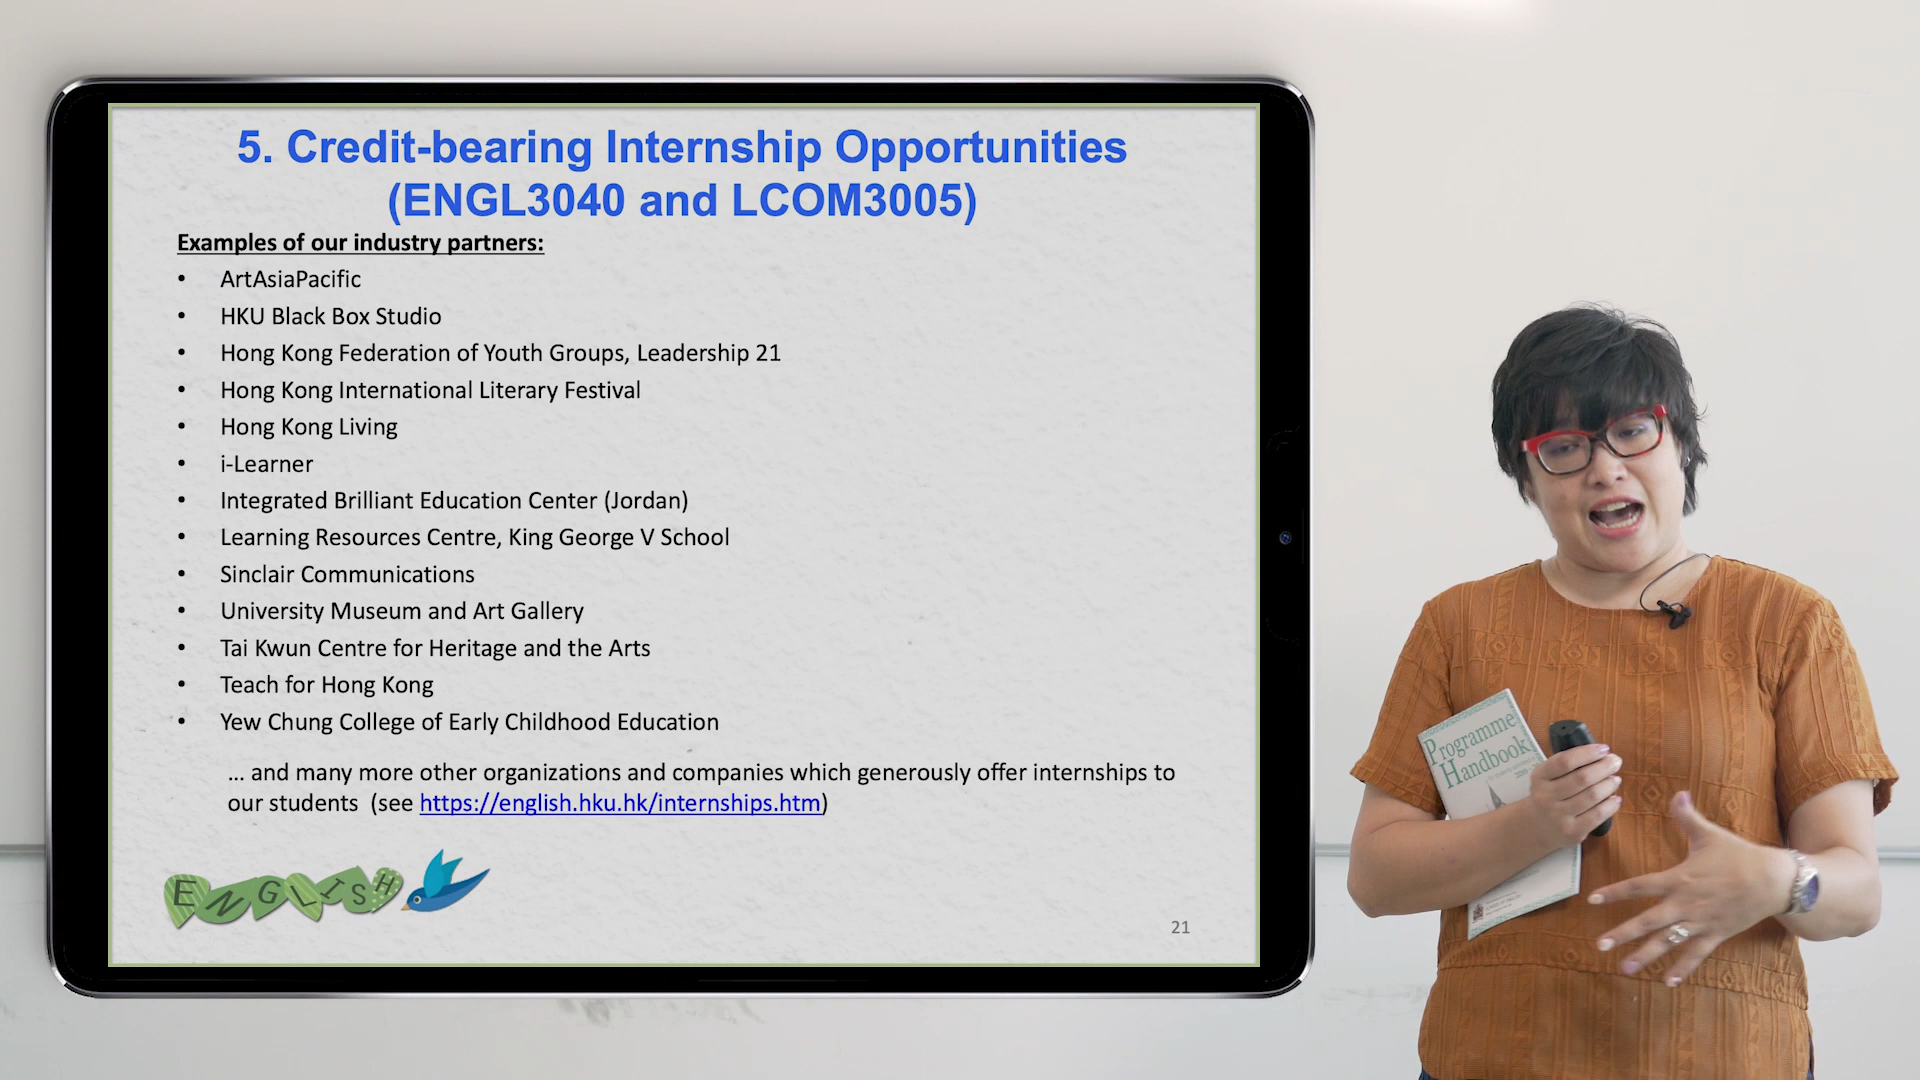 5. Credit-bearing Internship Opportunities
(ENGL3040 and LCOM3005)
Examples of our industry partners:
• ArtAsiaPacific
• HKU Black Box Studio
• Hong Kong Federation of Youth Groups, Leadership 21
• Hong Kong International Literary Festival
• Hong Kong Living
• i-Learner
• Integrated Brilliant Education Center (Jordan)
• Learning Resources Centre, King George V School
• Sinclair Communications
• University Museum and Art Gallery
• Tai Kwun Centre for Heritage and the Arts
• Teach for Hong Kong
• Yew Chung College of Early Childhood Education
... and many more other organizations and companies which generously offer internships to
our students (see https://english.hku.hk/internships.htm)
ENGLISH
21
Programme
Handbook